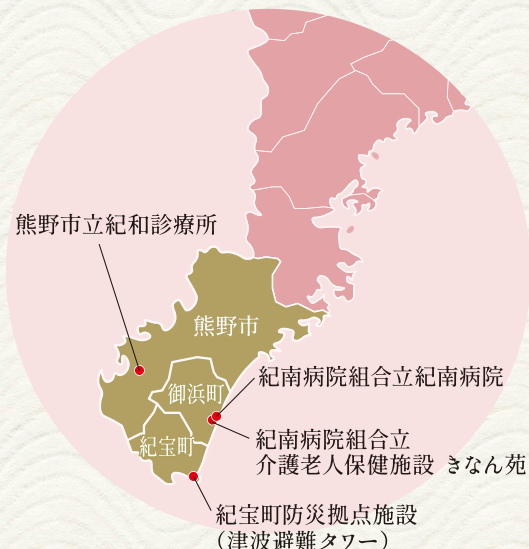 熊野市立紀和診療所
熊野市
紀南病院組合立紀南病院
御浜町
紀南病院組合立
介護老人保健施設 きなん苑
紀宝町
紀宝町防災拠点施設
（津波避難タワー）